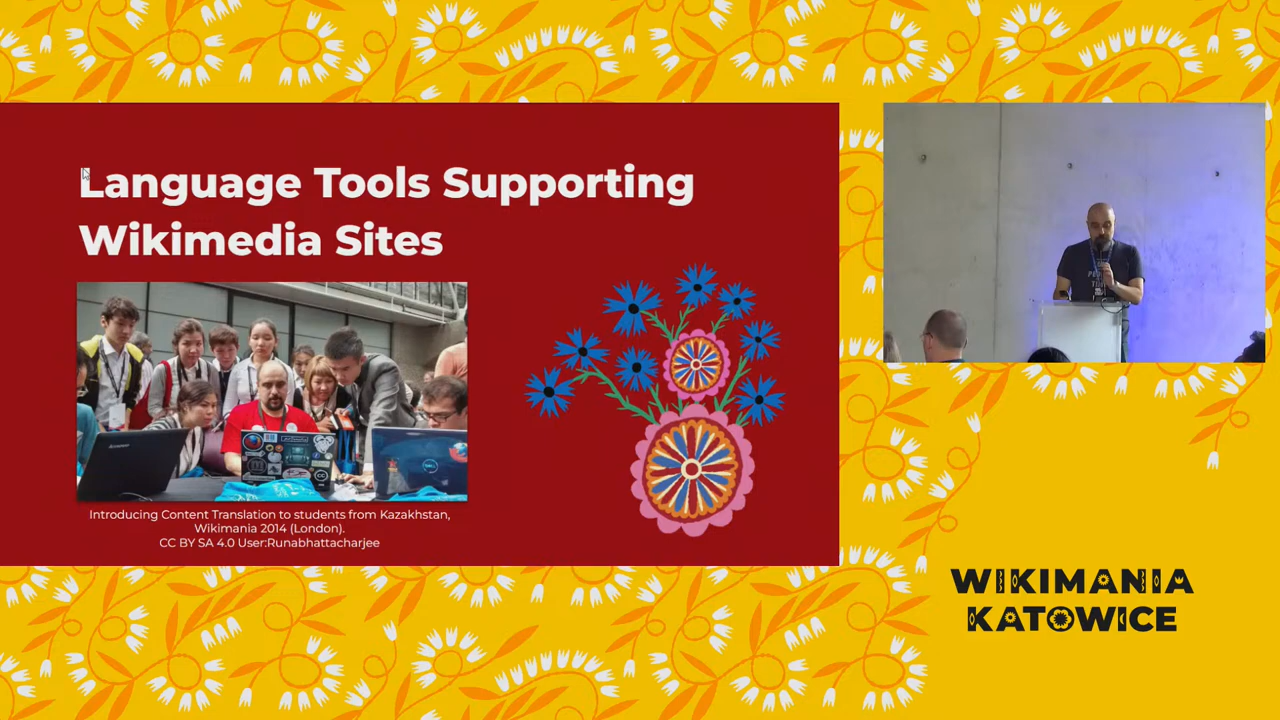 Language Tools Supporting
Wikimedia Sites
Introducing Content Translation to students from Kazakhstan,
Wikimania 2014 (London).
CC BY SA 4.0 User:Runabhattacharjee
WIKIMANIA
KATOWICE